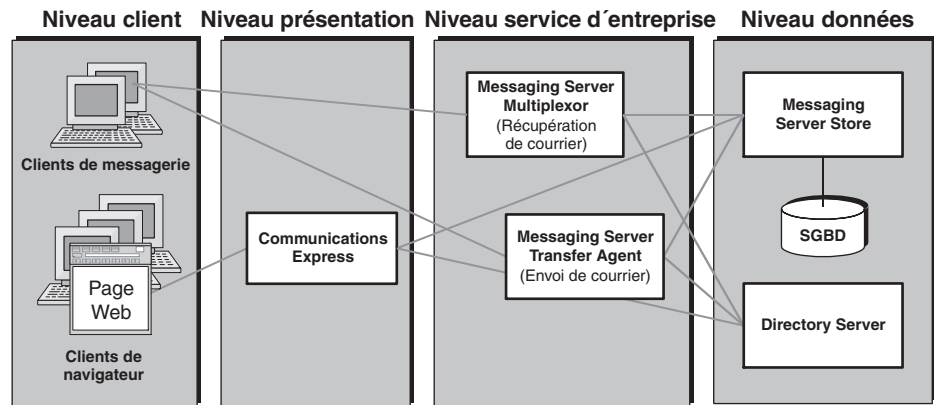 Niveau client
Niveau présentation
Niveau service d´entreprise
Niveau données
Clients de messagerie
Page
Web
Clients de
navigateur
Communications
Express
Messaging Server
Multiplexor
(Récupération
de courrier)
Messaging Server
Transfer Agent
(Envoi de courrier)
Messaging
Server Store
SGBD
Directory Server